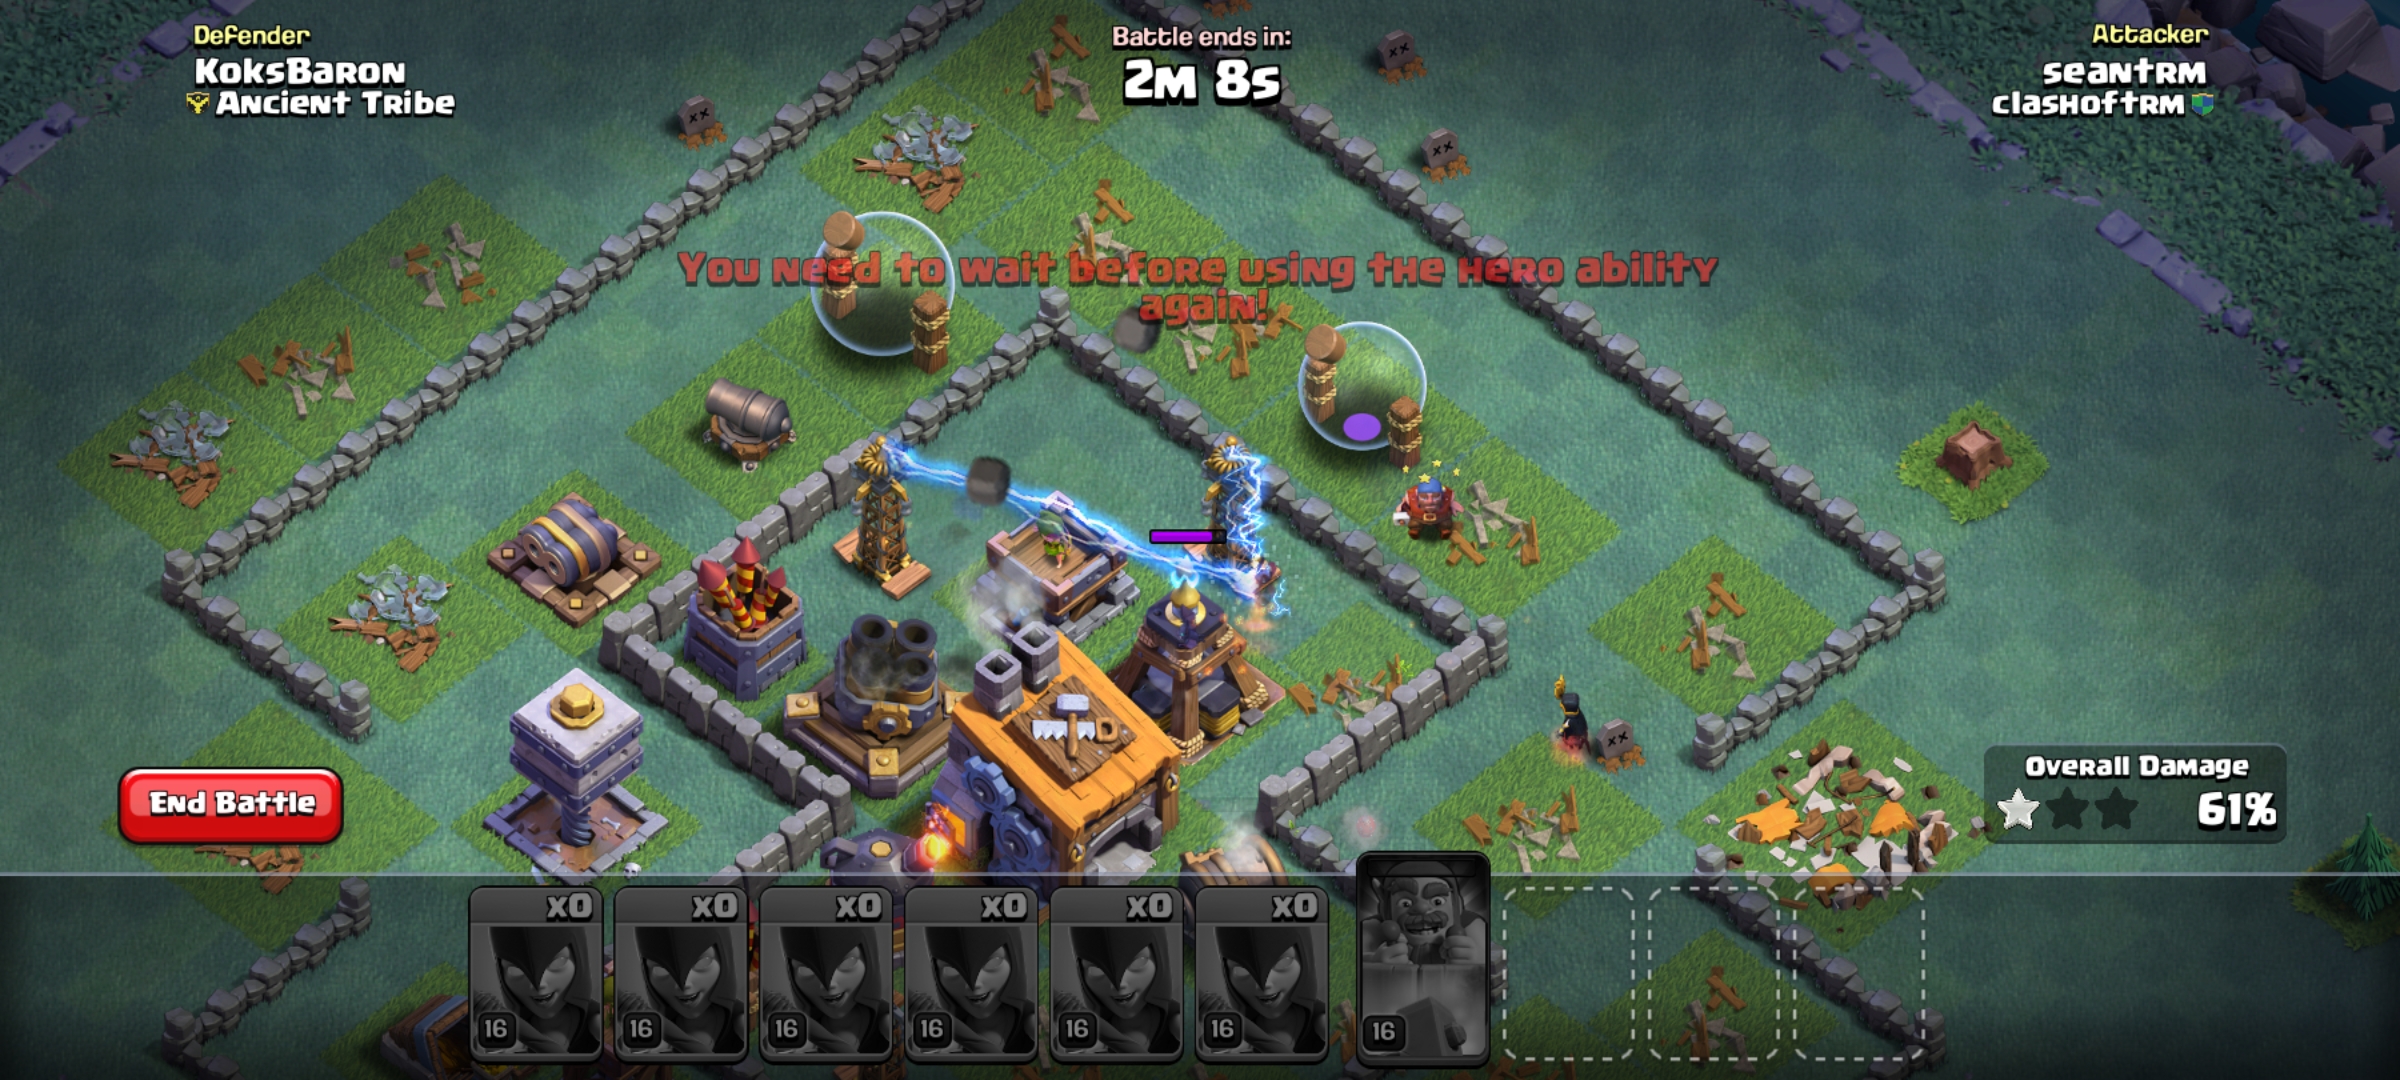 Defender
KoksBaron
Ancient Tribe
Battle ends in:
2M 8s
Attacker
seantRM
clashoftRM
You need to wait before using the Hero ability
again!
End Battle
Overall Damage
61%
x0
x0
x0
x0
x0
x0
16
16
16
16
16
16
16